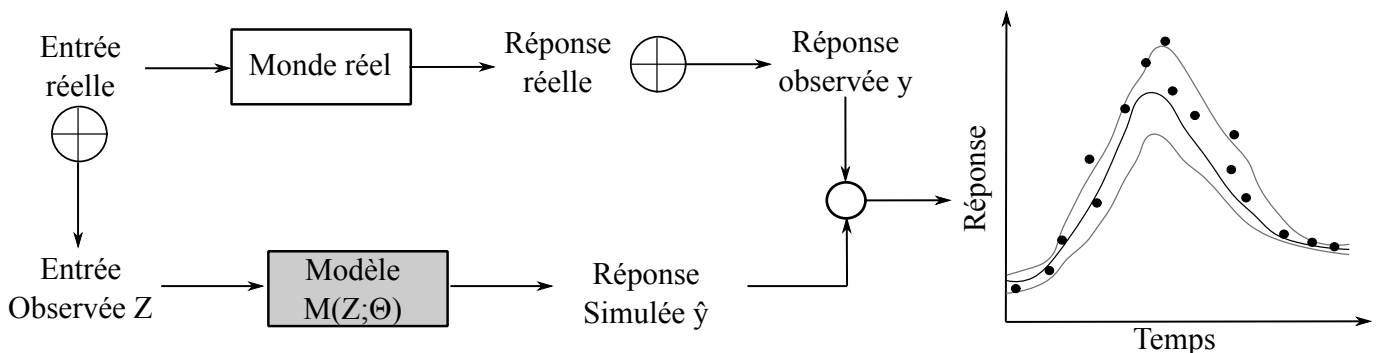 Entrée
réelle
Monde réel
Réponse
réelle
Réponse
observée y
Entrée
Observée Z
Modèle
M(Z;Θ)
Réponse
Simulée ŷ
Réponse
Temps